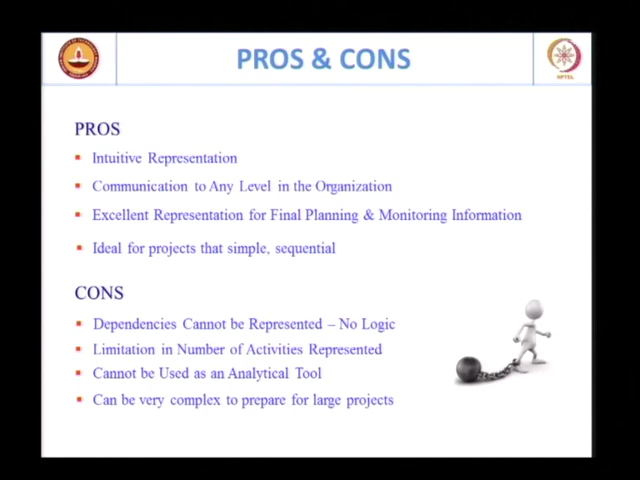 PROS & CONS
NPTEL
PROS
Intuitive Representation
Communication to Any Level in the Organization
Excellent Representation for Final Planning & Monitoring Information
Ideal for projects that simple, sequential
CONS
Dependencies Cannot be Represented – No Logic
Limitation in Number of Activities Represented
Cannot be Used as an Analytical Tool
Can be very complex to prepare for large projects